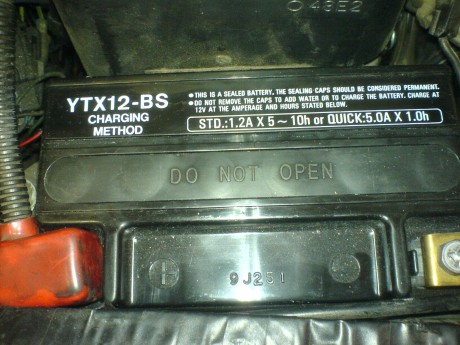 04352
YTX12-BS
CHARGING
METHOD
● THIS IS A SEALED BATTERY. THE SEALING CAPS SHOULD BE CONSIDERED PERMANENT.
● DO NOT REMOVE THE CAPS TO ADD WATER OR TO CHARGE THE BATTERY. CHARGE AT
12V AT THE AMPERAGE AND HOURS STATED BELOW.
STD.:1.2A X 5 ~ 10h or QUICK:5.0A X 1.0h
DO NOT OPEN
9J251